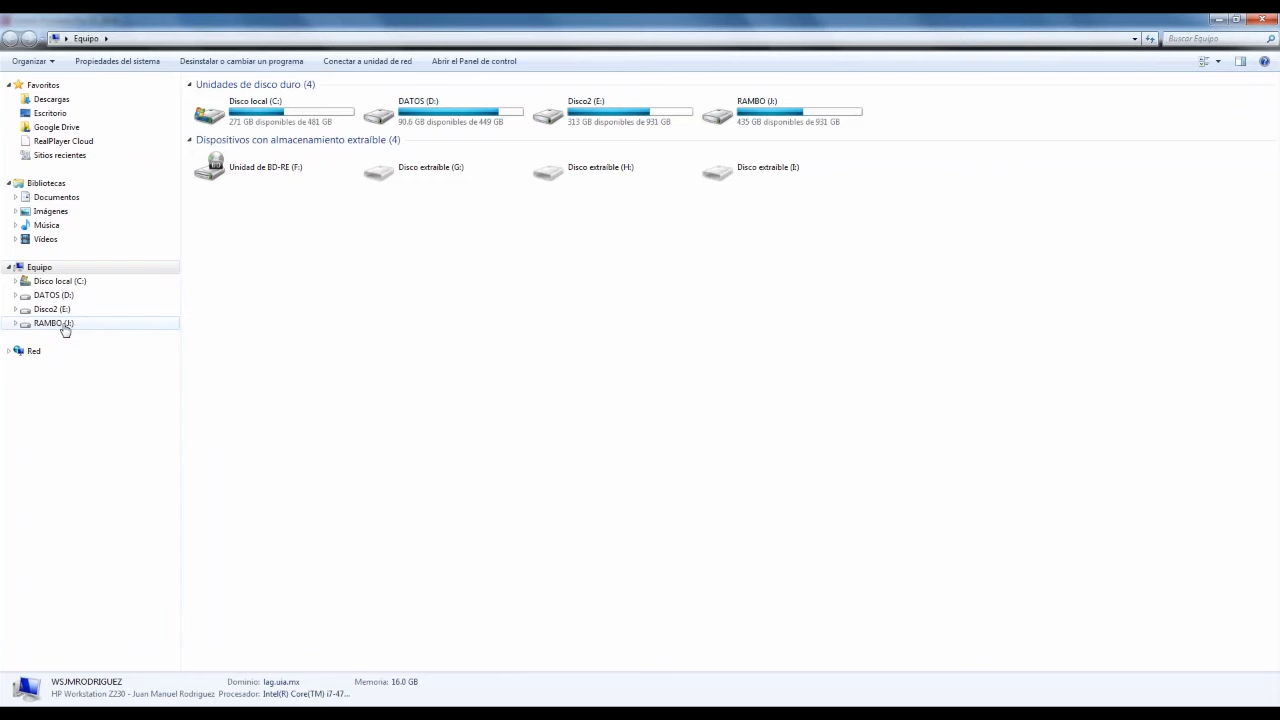 Equipo
Buscar Equipo
Organizar
Propiedades del sistema
Desinstalar o cambiar un programa
Conectar a unidad de red
Abrir el Panel de control
Favoritos
Descargas
Escritorio
Google Drive
RealPlayer Cloud
Sitios recientes
Bibliotecas
Documentos
Imágenes
Música
Vídeos
Equipo
Disco local (C:)
DATOS (D:)
Disco2 (E:)
RAMBO (J:)
Red
Unidades de disco duro (4)
Disco local (C:)
271 GB disponibles de 481 GB
DATOS (D:)
90.6 GB disponibles de 449 GB
Disco2 (E:)
313 GB disponibles de 931 GB
RAMBO (J:)
435 GB disponibles de 931 GB
Dispositivos con almacenamiento extraíble (4)
Unidad de BD-RE (F:)
Disco extraíble (G:)
Disco extraíble (H:)
Disco extraíble (I:)
WSJMRODRIGUEZ
Dominio: lag.uia.mx
Memoria: 16.0 GB
HP Workstation Z230 - Juan Manuel Rodriguez
Procesador: Intel(R) Core(TM) i7-47...